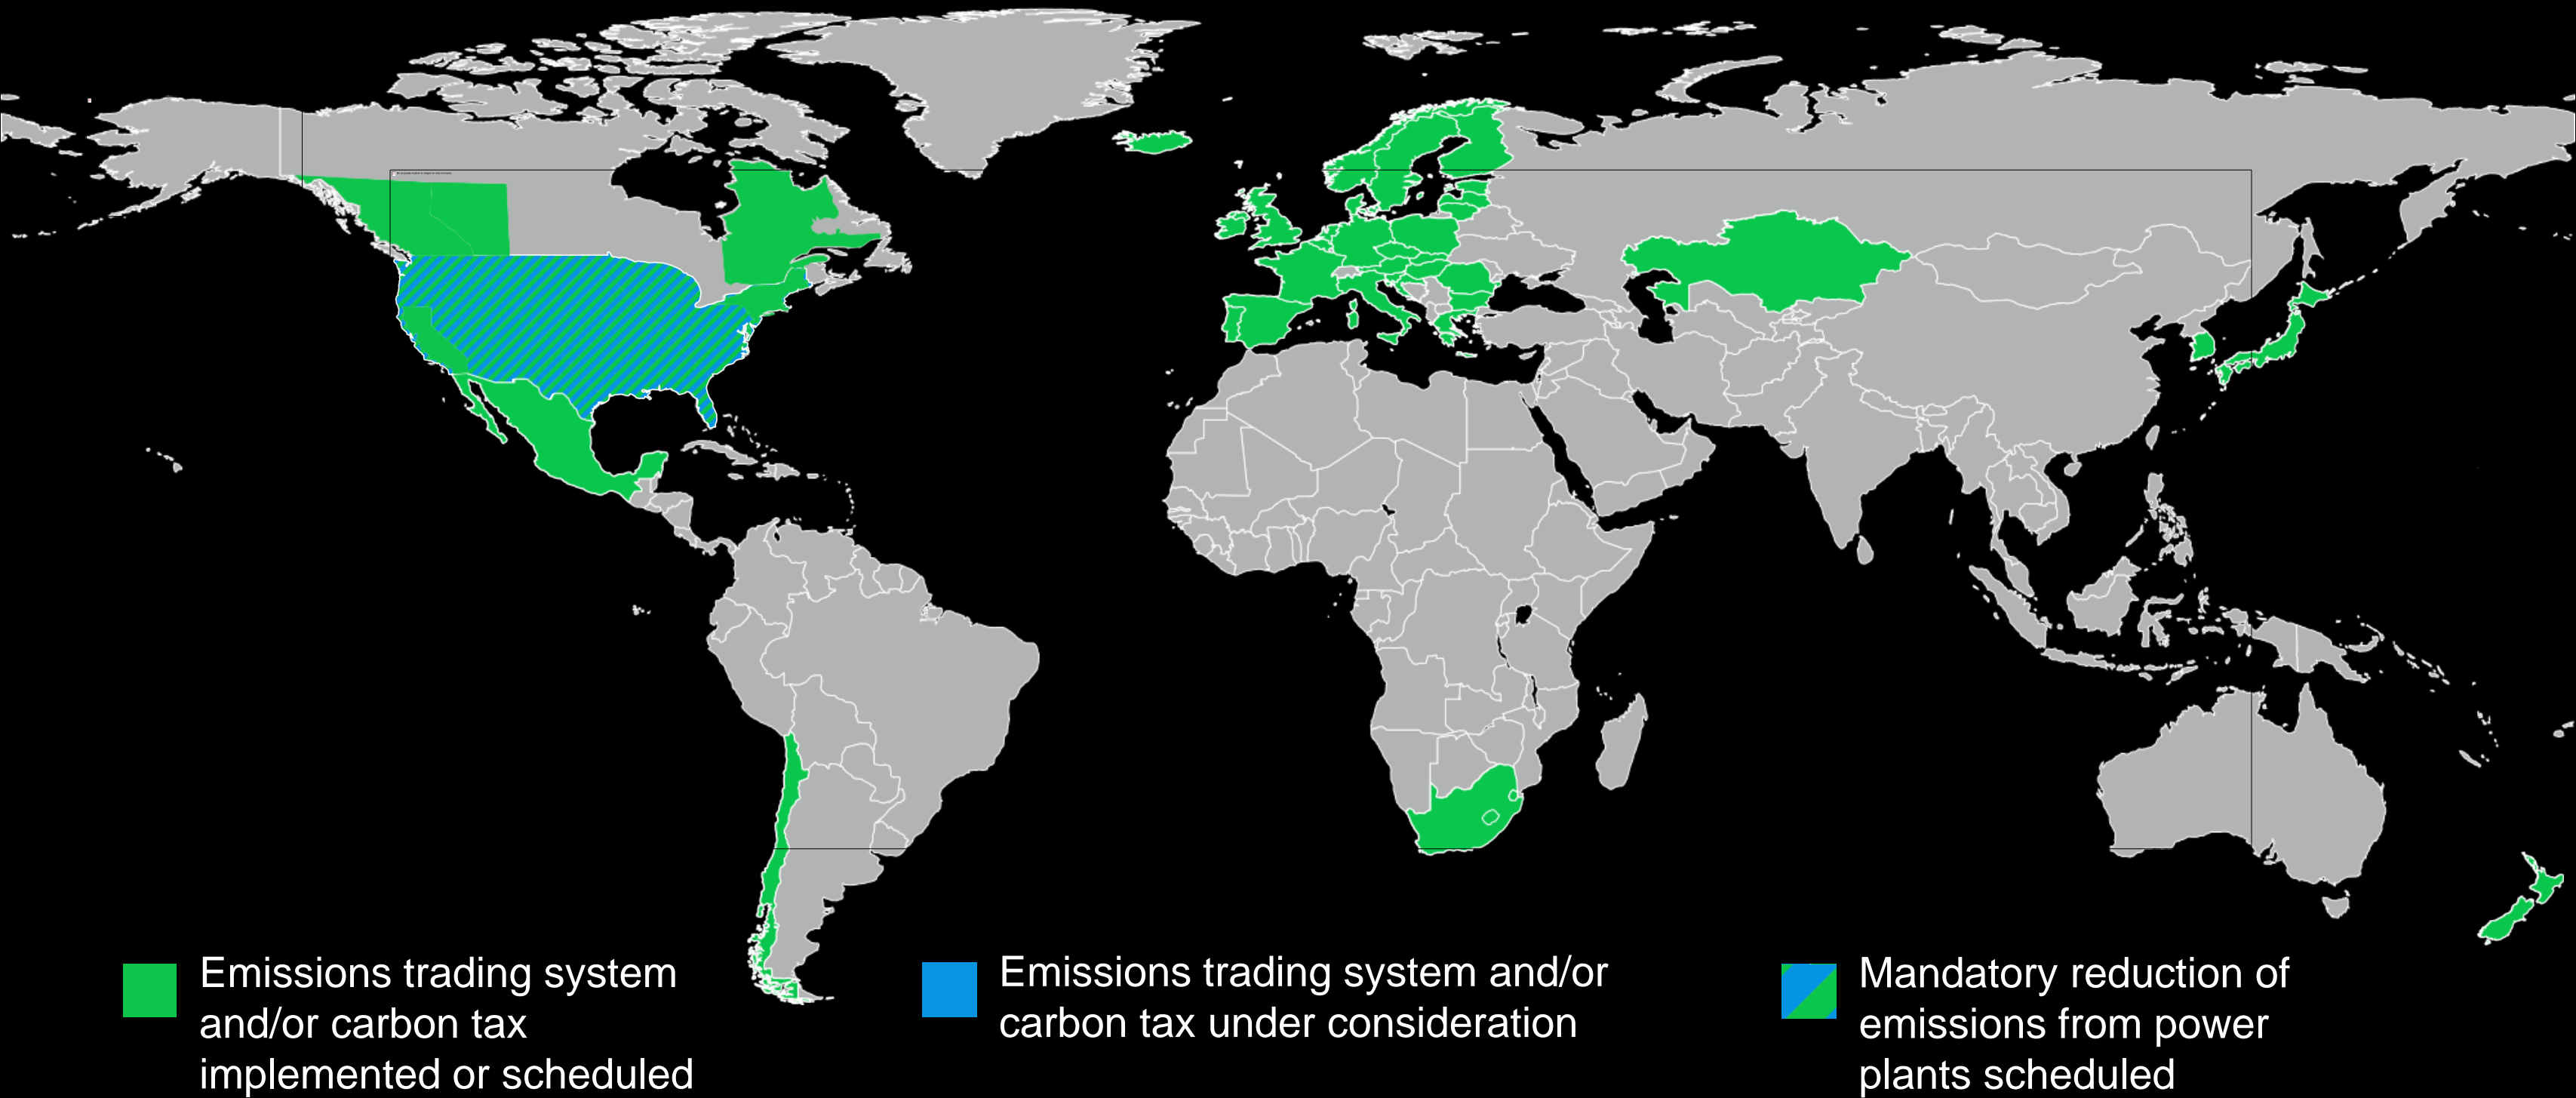 Emissions trading system
and/or carbon tax
implemented or scheduled
Emissions trading system and/or
carbon tax under consideration
Mandatory reduction of
emissions from power
plants scheduled